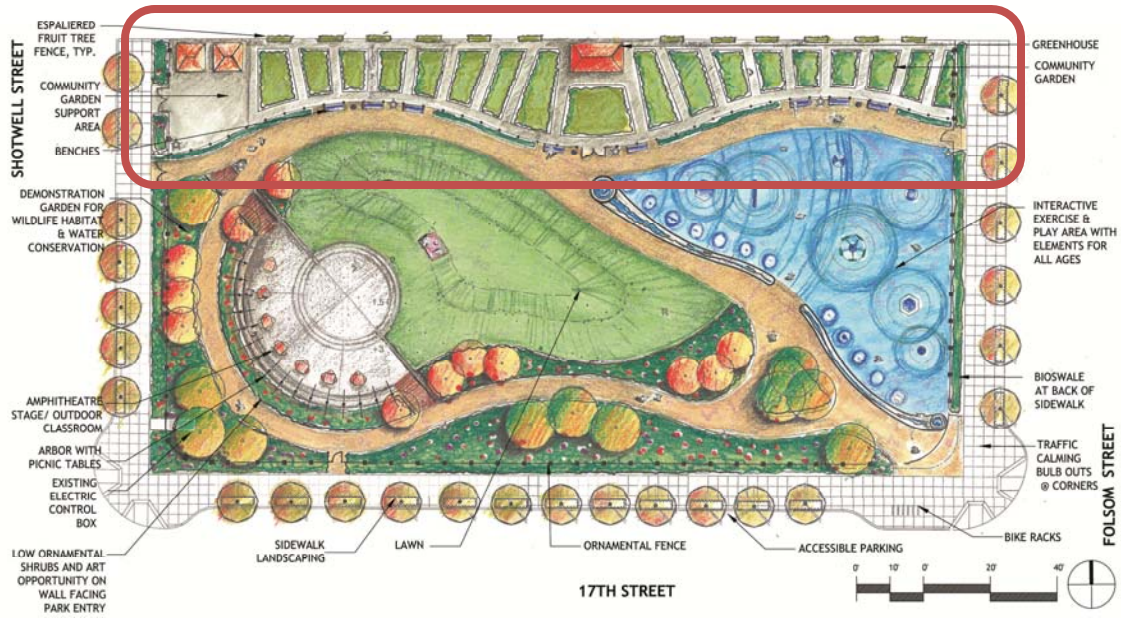 ESPALIERED
FRUIT TREE
FENCE, TYP.
SHOTWELL STREET
COMMUNITY
GARDEN
SUPPORT
AREA
BENCHES
DEMONSTRATION
GARDEN FOR
WILDLIFE HABITAT
& WATER
CONSERVATION
AMPHITHEATRE
STAGE/ OUTDOOR
CLASSROOM
ARBOR WITH
PICNIC TABLES
EXISTING
ELECTRIC
CONTROL
BOX
LOW ORNAMENTAL
SHRUBS AND ART
OPPORTUNITY ON
WALL FACING
PARK ENTRY
SIDEWALK
LANDSCAPING
LAWN
ORNAMENTAL FENCE
ACCESSIBLE PARKING
BIKE RACKS
17TH STREET
GREENHOUSE
COMMUNITY
GARDEN
INTERACTIVE
EXERCISE &
PLAY AREA WITH
ELEMENTS FOR
ALL AGES
BIOSWALE
AT BACK OF
SIDEWALK
TRAFFIC
CALMING
BULB OUTS
@ CORNERS
FOLSOM STREET
0' 10' 0' 20' 40'